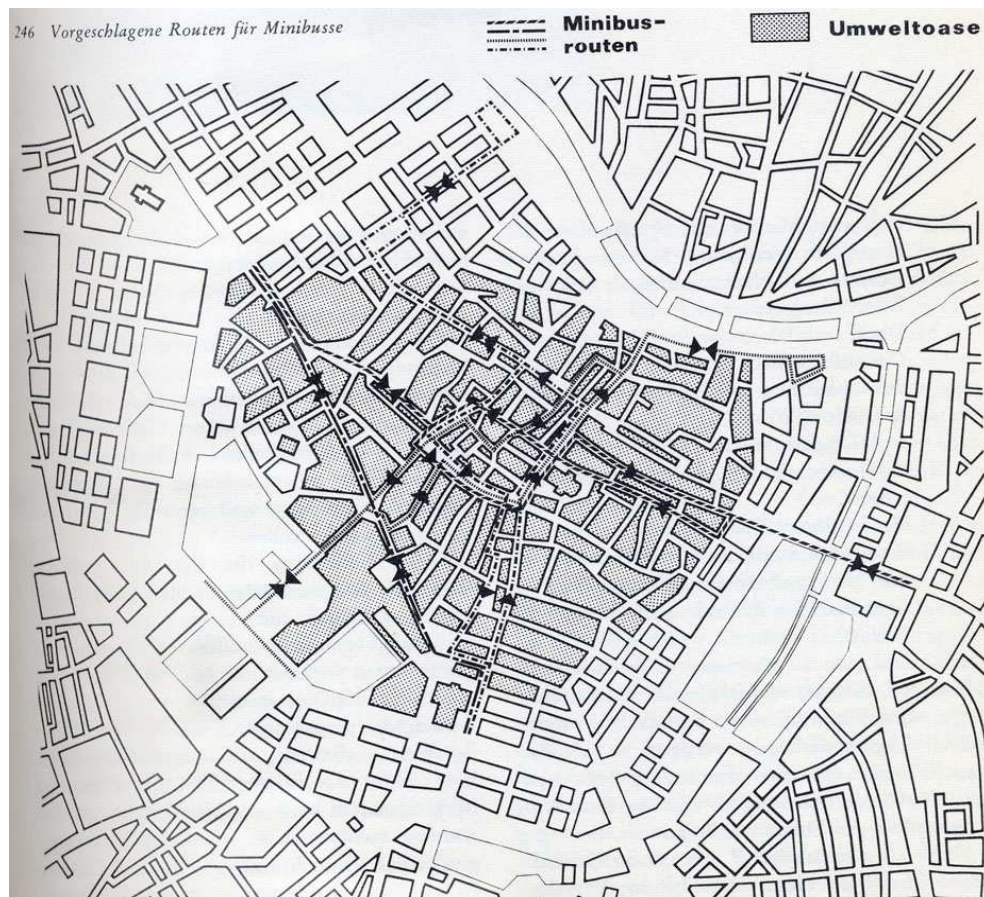 246 Vorgeschlagene Routen für Minibusse
Minibus-
routen
Umweltoase